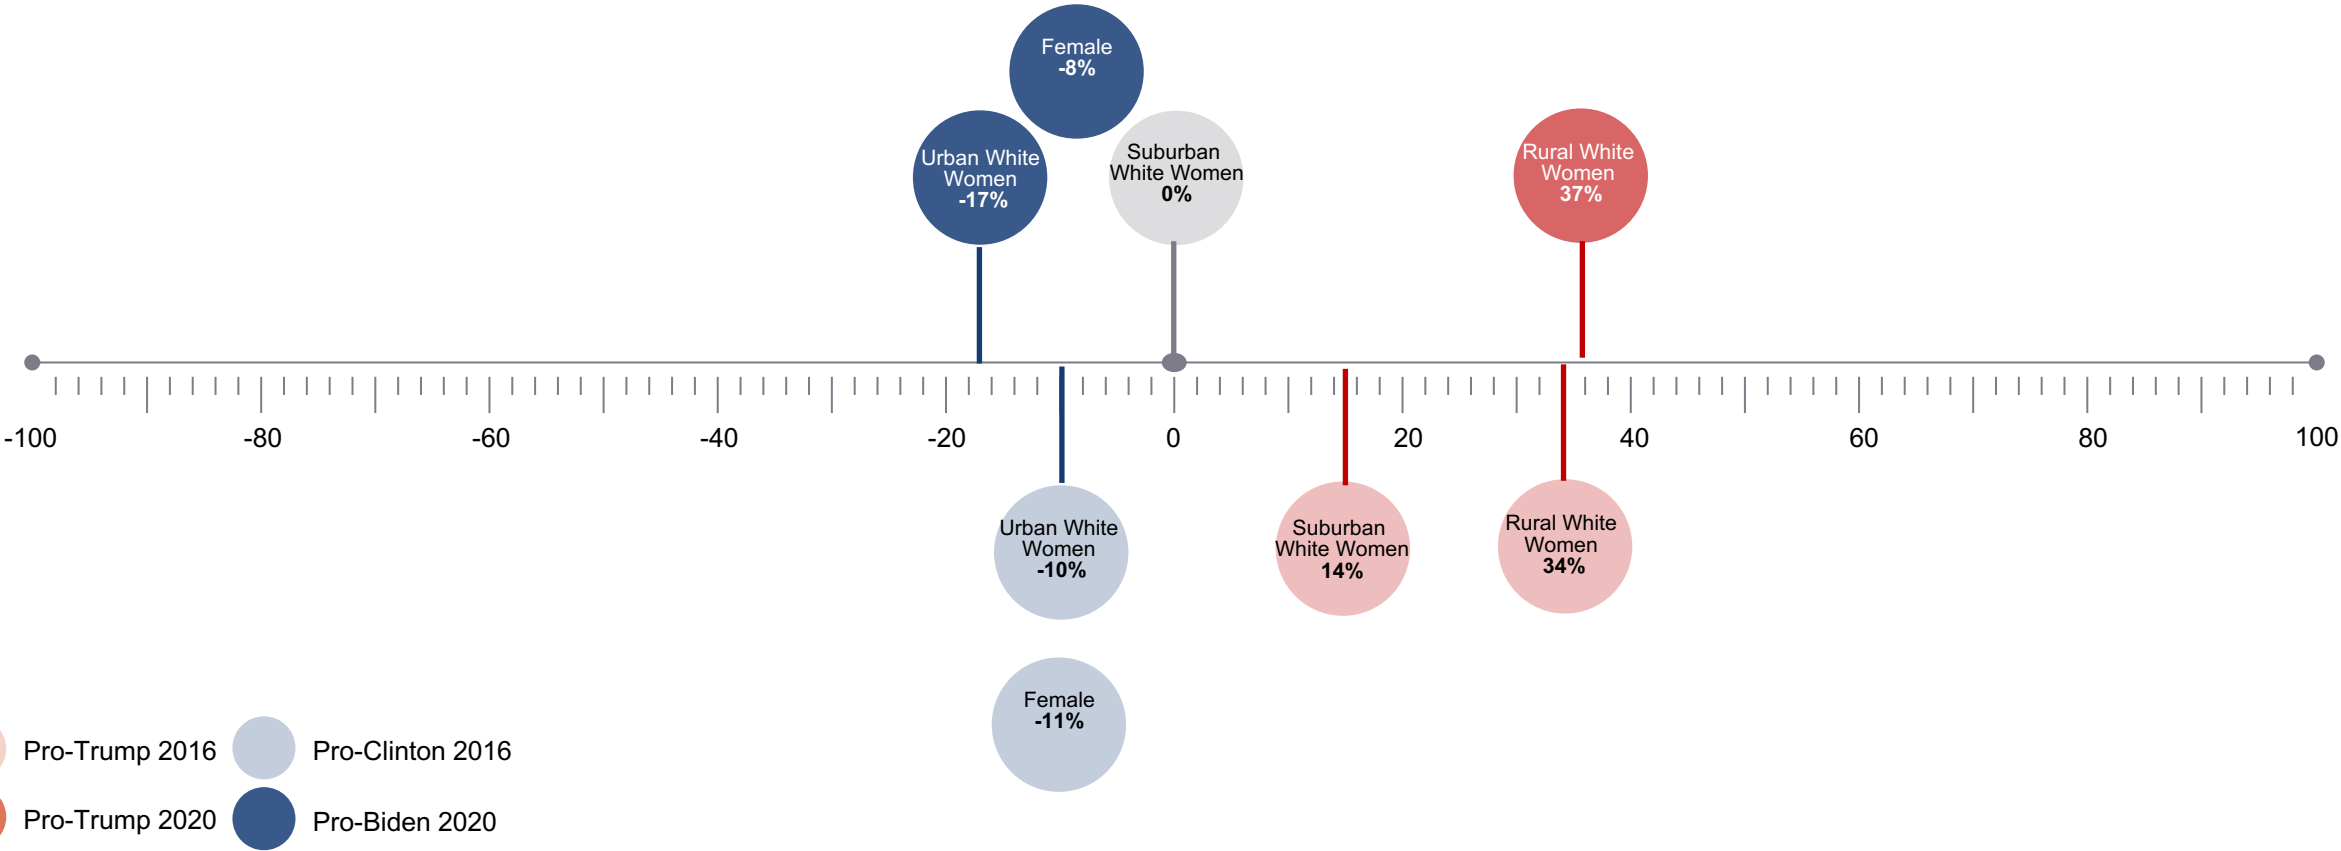 Female
-8%
Urban White
Women
-17%
Suburban
White Women
0%
Rural White
Women
37%
-100
-80
-60
-40
-20
0
20
40
60
80
100
Urban White
Women
-10%
Suburban
White Women
14%
Rural White
Women
34%
Female
-11%
Pro-Trump 2016
Pro-Clinton 2016
Pro-Trump 2020
Pro-Biden 2020